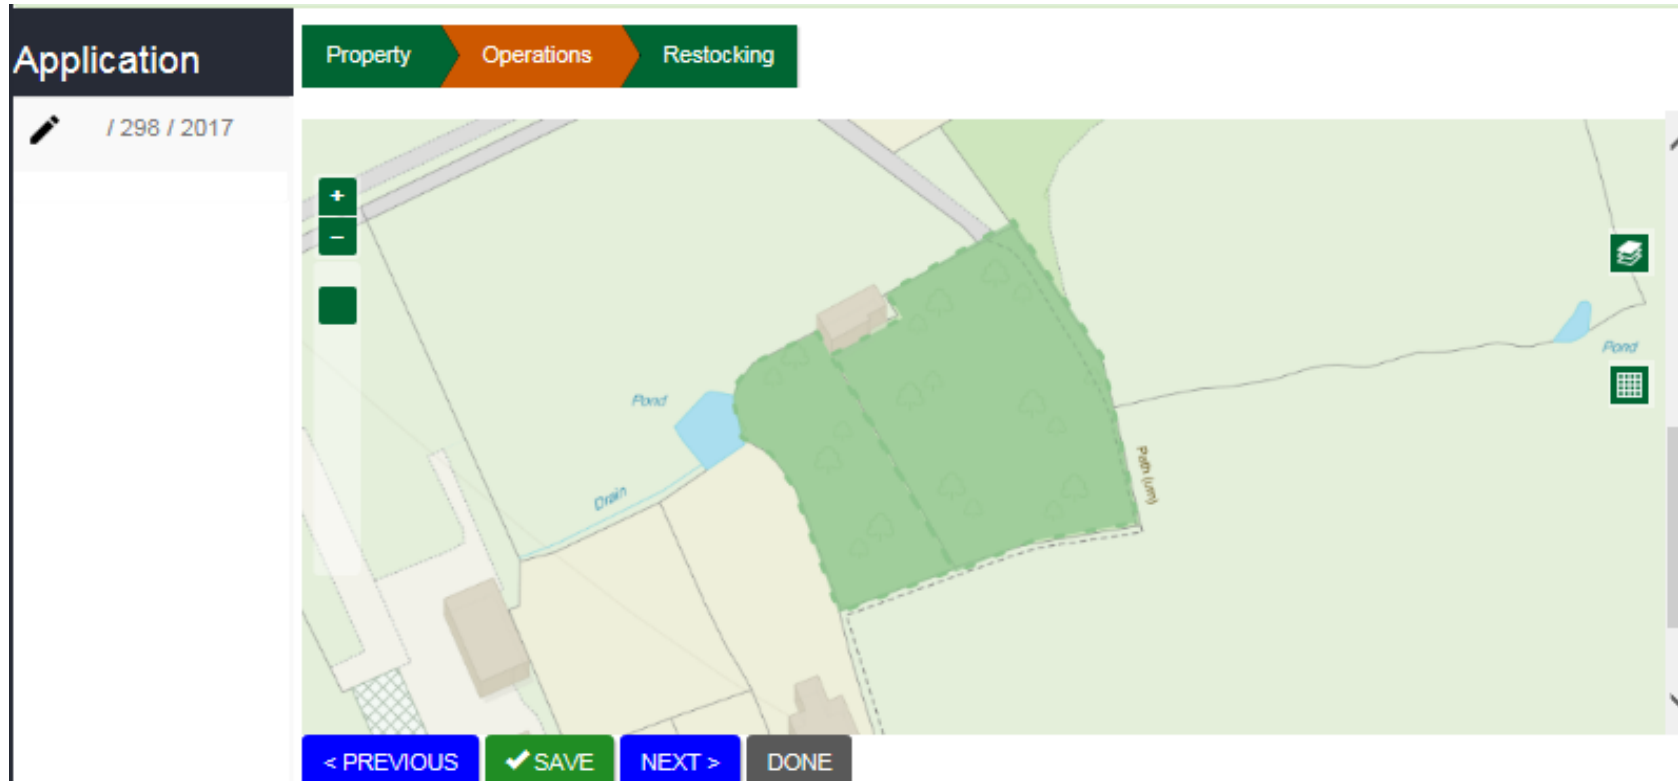 Application
/ 298 / 2017
Property
Operations
Restocking
+
−
Pond
Pond
Drain
Path (um)
< PREVIOUS
SAVE
NEXT >
DONE